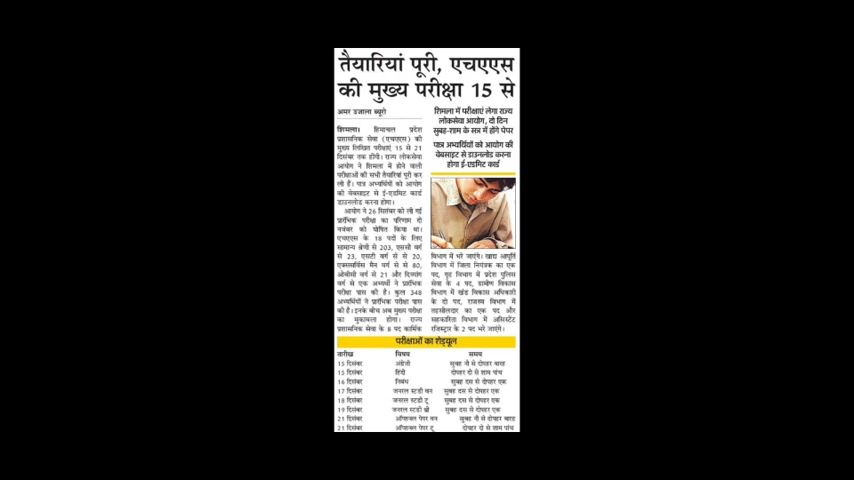 तैयारियां पूरी, एचएएस
की मुख्य परीक्षा 15 से
अमर उजाला ब्यूरो
शिमला। हिमाचल प्रदेश
प्रशासनिक सेवा (एचएएस) की
मुख्य लिखित परीक्षाएं 15 से 21
दिसंबर तक होंगी। राज्य लोकसेवा
आयोग ने शिमला में होने वाली
परीक्षाओं की सभी तैयारियां पूरी कर
ली हैं। पात्र अभ्यर्थियों को आयोग
की वेबसाइट से ई-एडमिट कार्ड
डाउनलोड करना होगा।
आयोग ने 26 सितंबर को ली गई
प्रारंभिक परीक्षा का परिणाम दो
नवंबर को घोषित किया था।
एचएएस के 18 पदों के लिए
सामान्य श्रेणी से 203, एससी वर्ग
से 23, एसटी वर्ग से से 20,
एक्ससर्विस मैन वर्ग से से 80,
ओबीसी वर्ग से 21 और दिव्यांग
वर्ग से एक अभ्यर्थी ने प्रारंभिक
परीक्षा पास की है। कुल 348
अभ्यर्थियों ने प्रारंभिक परीक्षा पास
की है। इनके बीच अब मुख्य परीक्षा
का मुकाबला होगा। राज्य
प्रशासनिक सेवा के 8 पद कार्मिक
शिमला में परीक्षाएं लेगा राज्य
लोकसेवा आयोग, दो दिन
सुबह-शाम के सत्र में होंगे पेपर
पात्र अभ्यर्थियों को आयोग की
वेबसाइट से डाउनलोड करना
होगा ई-एडमिट कार्ड
विभाग में भरे जाएंगे। खाद्य आपूर्ति
विभाग में जिला नियंत्रक का एक
पद, गृह विभाग में प्रदेश पुलिस
सेवा के 4 पद, ग्रामीण विकास
विभाग में खंड विकास अधिकारी
के दो पद, राजस्व विभाग में
तहसीलदार का एक पद और
सहकारिता विभाग में असिस्टेंट
रजिस्ट्रार के 2 पद भरे जाएंगे।
परीक्षाओं का शेड्यूल
तारीख विषय समय
15 दिसंबर अंग्रेजी सुबह नौ से दोपहर बारह
15 दिसंबर हिंदी दोपहर दो से शाम पांच
16 दिसंबर निबंध सुबह दस से दोपहर एक
17 दिसंबर जनरल स्टडी वन सुबह दस से दोपहर एक
18 दिसंबर जनरल स्टडी टू सुबह दस से दोपहर एक
19 दिसंबर जनरल स्टडी थ्री सुबह दस से दोपहर एक
21 दिसंबर ऑप्शनल पेपर वन सुबह नौ से दोपहर बारह
21 दिसंबर ऑप्शनल पेपर टू दोपहर दो से शाम पांच